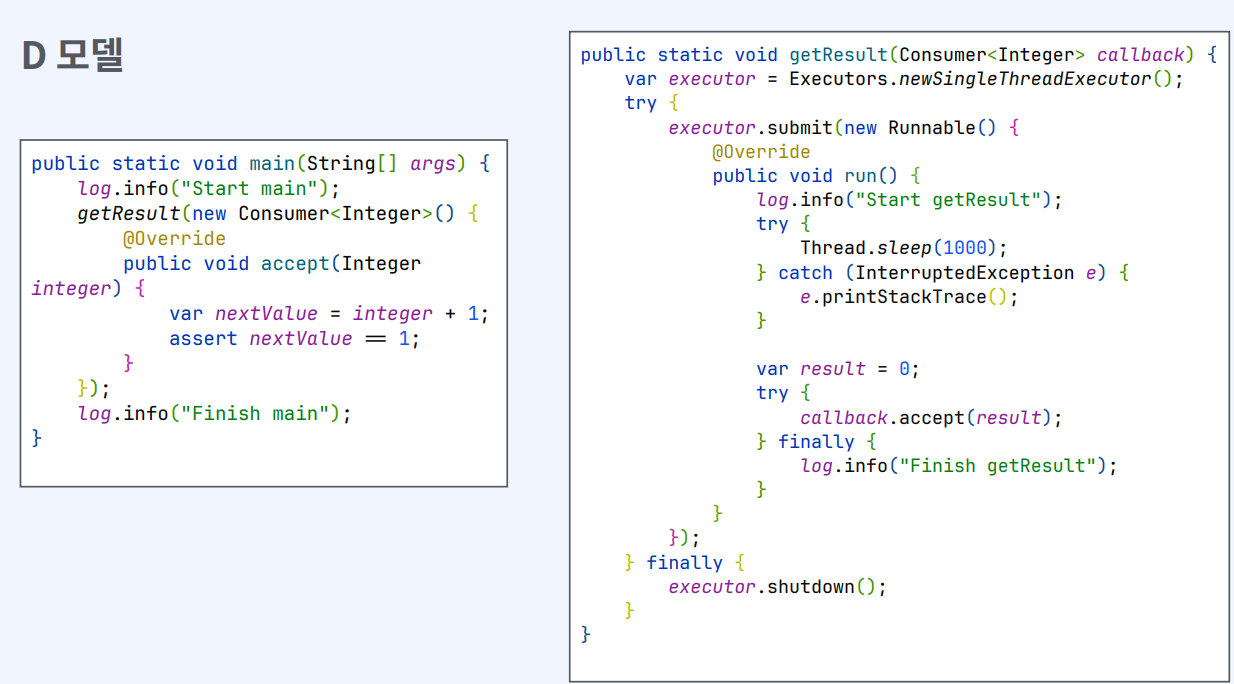 D 모델
public static void main(String[] args) {
    log.info("Start main");
    getResult(new Consumer<Integer>() {
        @Override
        public void accept(Integer
integer) {
            var nextValue = integer + 1;
            assert nextValue == 1;
        }
    });
    log.info("Finish main");
}
public static void getResult(Consumer<Integer> callback) {
    var executor = Executors.newSingleThreadExecutor();
    try {
        executor.submit(new Runnable() {
            @Override
            public void run() {
                log.info("Start getResult");
                try {
                    Thread.sleep(1000);
                } catch (InterruptedException e) {
                    e.printStackTrace();
                }

                var result = 0;
                try {
                    callback.accept(result);
                } finally {
                    log.info("Finish getResult");
                }
            }
        });
    } finally {
        executor.shutdown();
    }
}